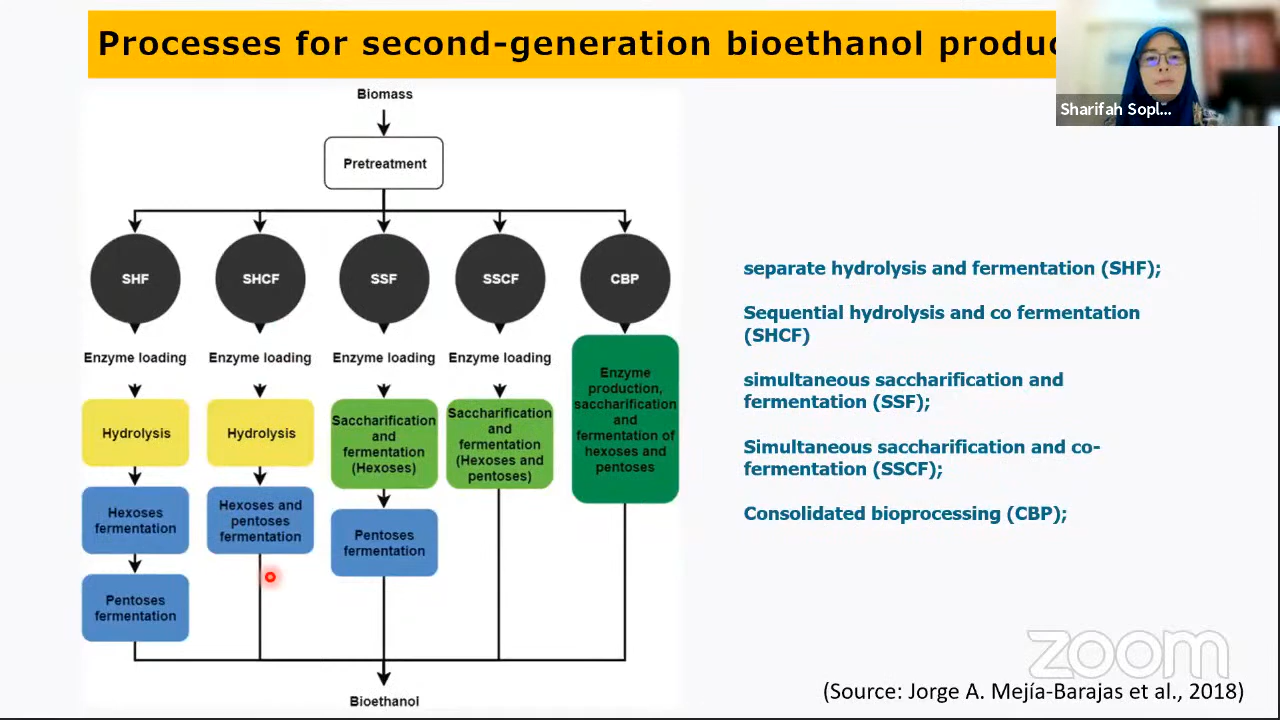 Processes for second-generation bioethanol produc
Sharifah Sopl...
Biomass
Pretreatment
SHF
SHCF
SSF
SSCF
CBP
Enzyme loading
Enzyme loading
Enzyme loading
Enzyme loading
Hydrolysis
Hydrolysis
Saccharification
and
fermentation
(Hexoses)
Saccharification
and
fermentation
(Hexoses and
pentoses)
Enzyme
production,
saccharification
and
fermentation of
hexoses and
pentoses
Hexoses
fermentation
Hexoses and
pentoses
fermentation
Pentoses
fermentation
Pentoses
fermentation
Bioethanol
separate hydrolysis and fermentation (SHF);
Sequential hydrolysis and co fermentation
(SHCF)
simultaneous saccharification and
fermentation (SSF);
Simultaneous saccharification and co-
fermentation (SSCF);
Consolidated bioprocessing (CBP);
zoom
(Source: Jorge A. Mejía-Barajas et al., 2018)